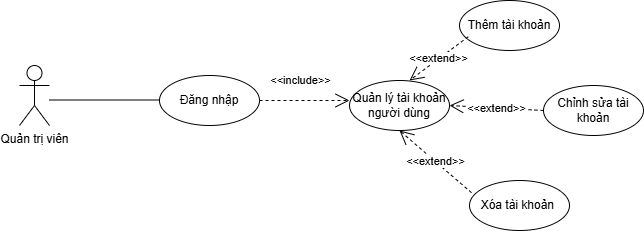 Thêm tài khoản
<<extend>>
<<include>>
Đăng nhập
Quản lý tài khoản
người dùng
<<extend>>
Chỉnh sửa tài
khoản
Quản trị viên
<<extend>>
Xóa tài khoản